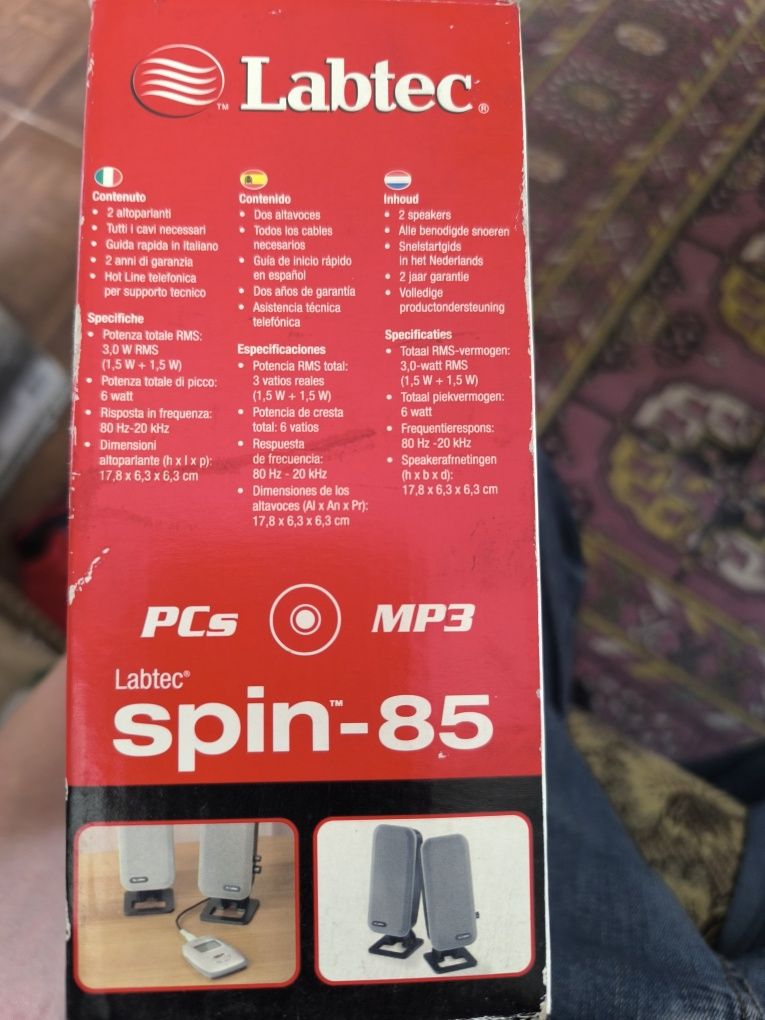 Labtec®
™
Contenuto
• 2 altoparlanti
• Tutti i cavi necessari
• Guida rapida in italiano
• 2 anni di garanzia
• Hot Line telefonica
per supporto tecnico
Specifiche
• Potenza totale RMS:
3,0 W RMS
(1,5 W + 1,5 W)
• Potenza totale di picco:
6 watt
• Risposta in frequenza:
80 Hz-20 kHz
• Dimensioni
altoparlante (h x l x p):
17,8 x 6,3 x 6,3 cm
Contenido
• Dos altavoces
• Todos los cables
necesarios
• Guía de inicio rápido
en español
• Dos años de garantía
• Asistencia técnica
telefónica
Especificaciones
• Potencia RMS total:
3 vatios reales
(1,5 W + 1,5 W)
• Potencia de cresta
total: 6 vatios
• Respuesta
de frecuencia:
80 Hz - 20 kHz
• Dimensiones de los
altavoces (Al x An x Pr):
17,8 x 6,3 x 6,3 cm
Inhoud
• 2 speakers
• Alle benodigde snoeren
• Snelstartgids
in het Nederlands
• 2 jaar garantie
• Volledige
productondersteuning
Specificaties
• Totaal RMS-vermogen:
3,0-watt RMS
(1,5 W + 1,5 W)
• Totaal piekvermogen:
6 watt
• Frequentierespons:
80 Hz-20 kHz
• Speakerafmetingen
(h x b x d):
17,8 x 6,3 x 6,3 cm
PCs MP3
Labtec®
spin™-85